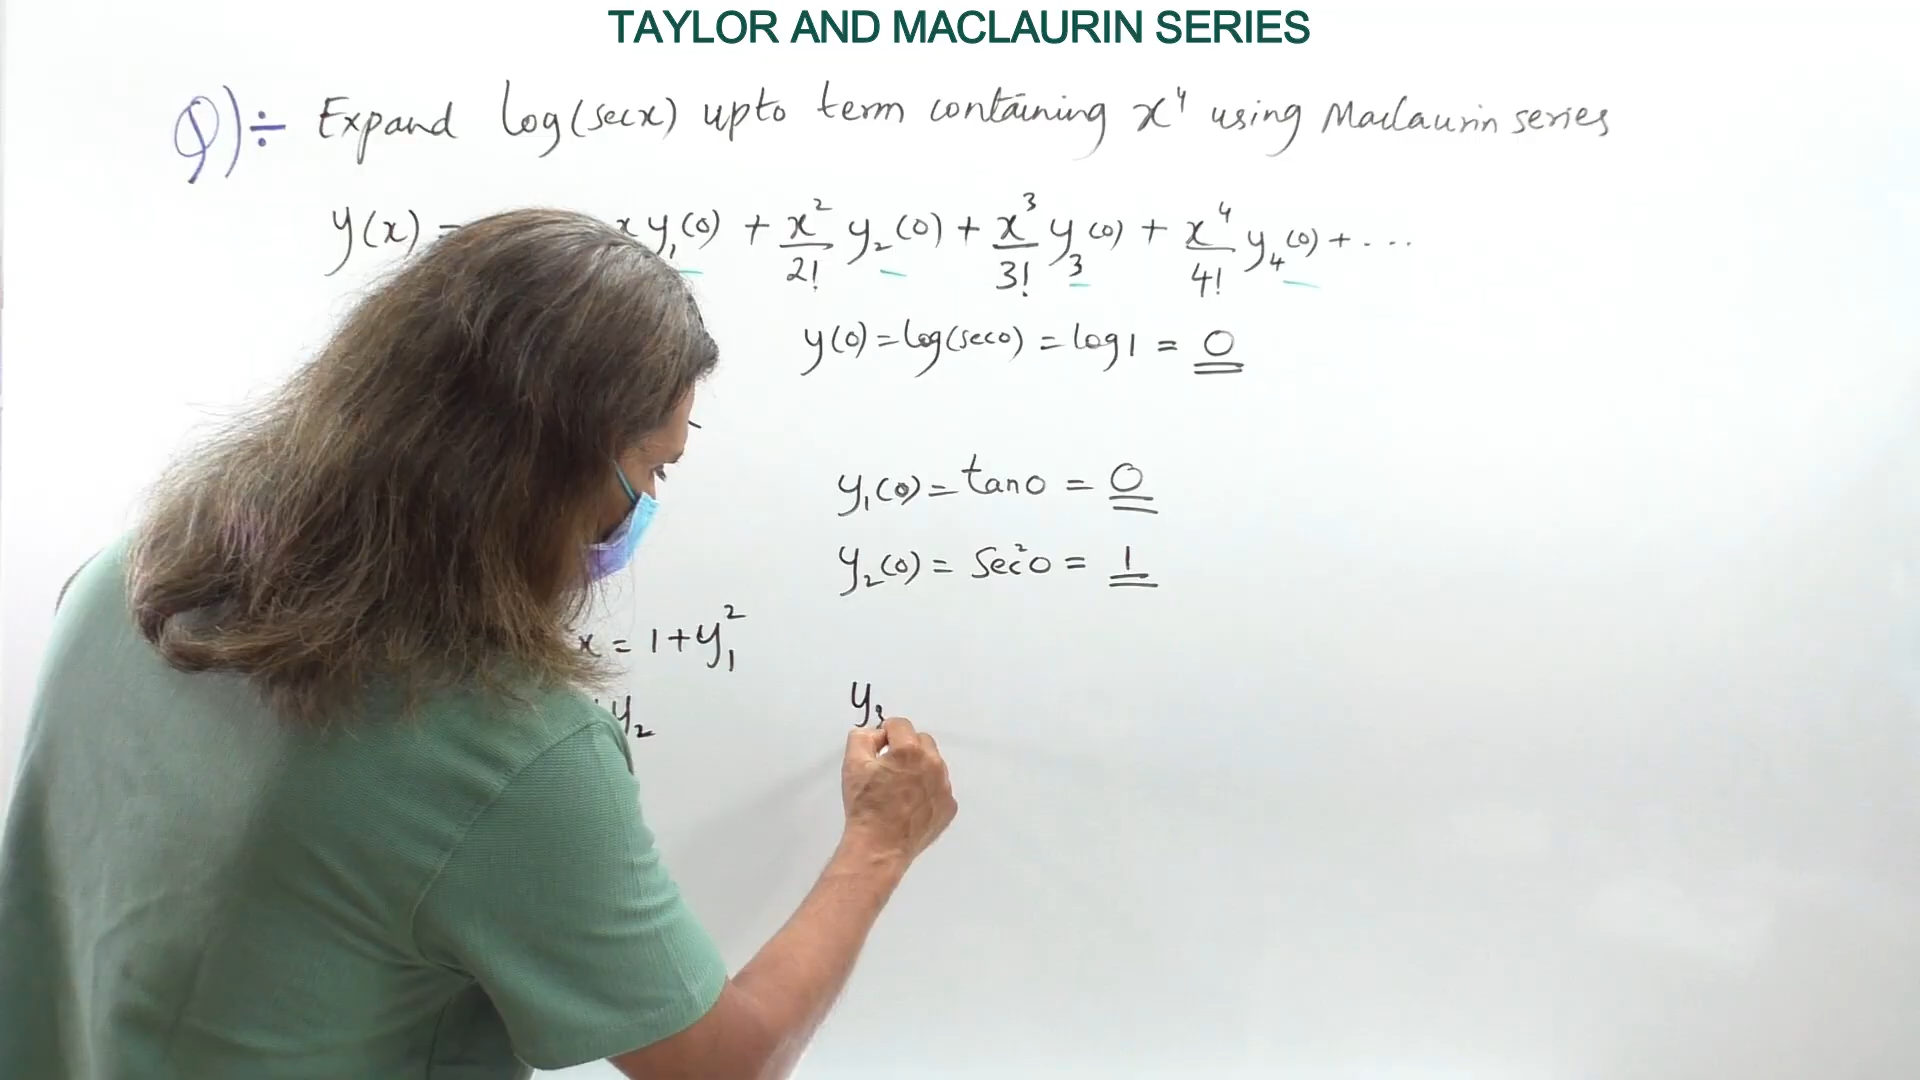 TAYLOR AND MACLAURIN SERIES
Q) ÷ Expand log(secx) upto term containing x⁴ using Maclaurin series
y(x) = x y₁(0) + x²/2! y₂(0) + x³/3! y₃(0) + x⁴/4! y₄(0) + ...
y(0) = log(sec0) = log1 = 0
y₁(0) = tan0 = 0
y₂(0) = Sec²0 = 1
x = 1 + y₁²
y₂
y₃